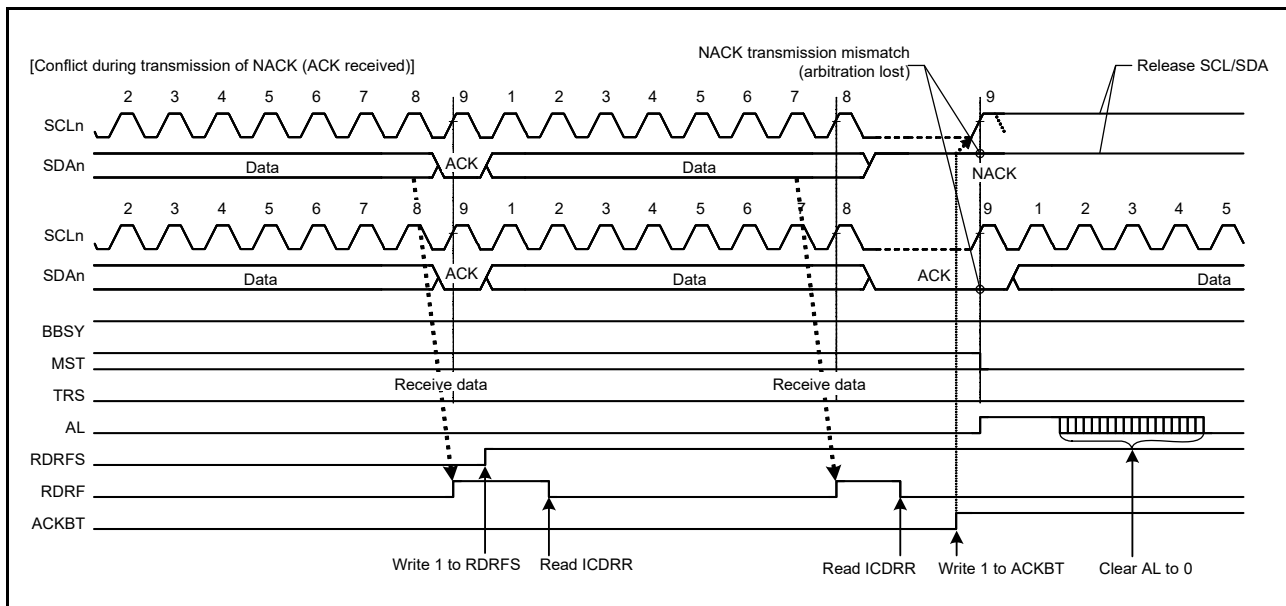 NACK transmission mismatch
(arbitration lost)
Release SCL/SDA
[Conflict during transmission of NACK (ACK received)]
2 3 4 5 6 7 8 9 1 2 3 4 5 6 7 8 9
SCLn
SDAn
Data ACK Data NACK
2 3 4 5 6 7 8 9 1 2 3 4 5 6 7 8 9 1 2 3 4 5
SCLn
SDAn
Data ACK Data ACK Data
BBSY
MST
Receive data Receive data
TRS
AL
RDRFS
RDRF
ACKBT
Write 1 to RDRFS Read ICDRR Read ICDRR Write 1 to ACKBT Clear AL to 0